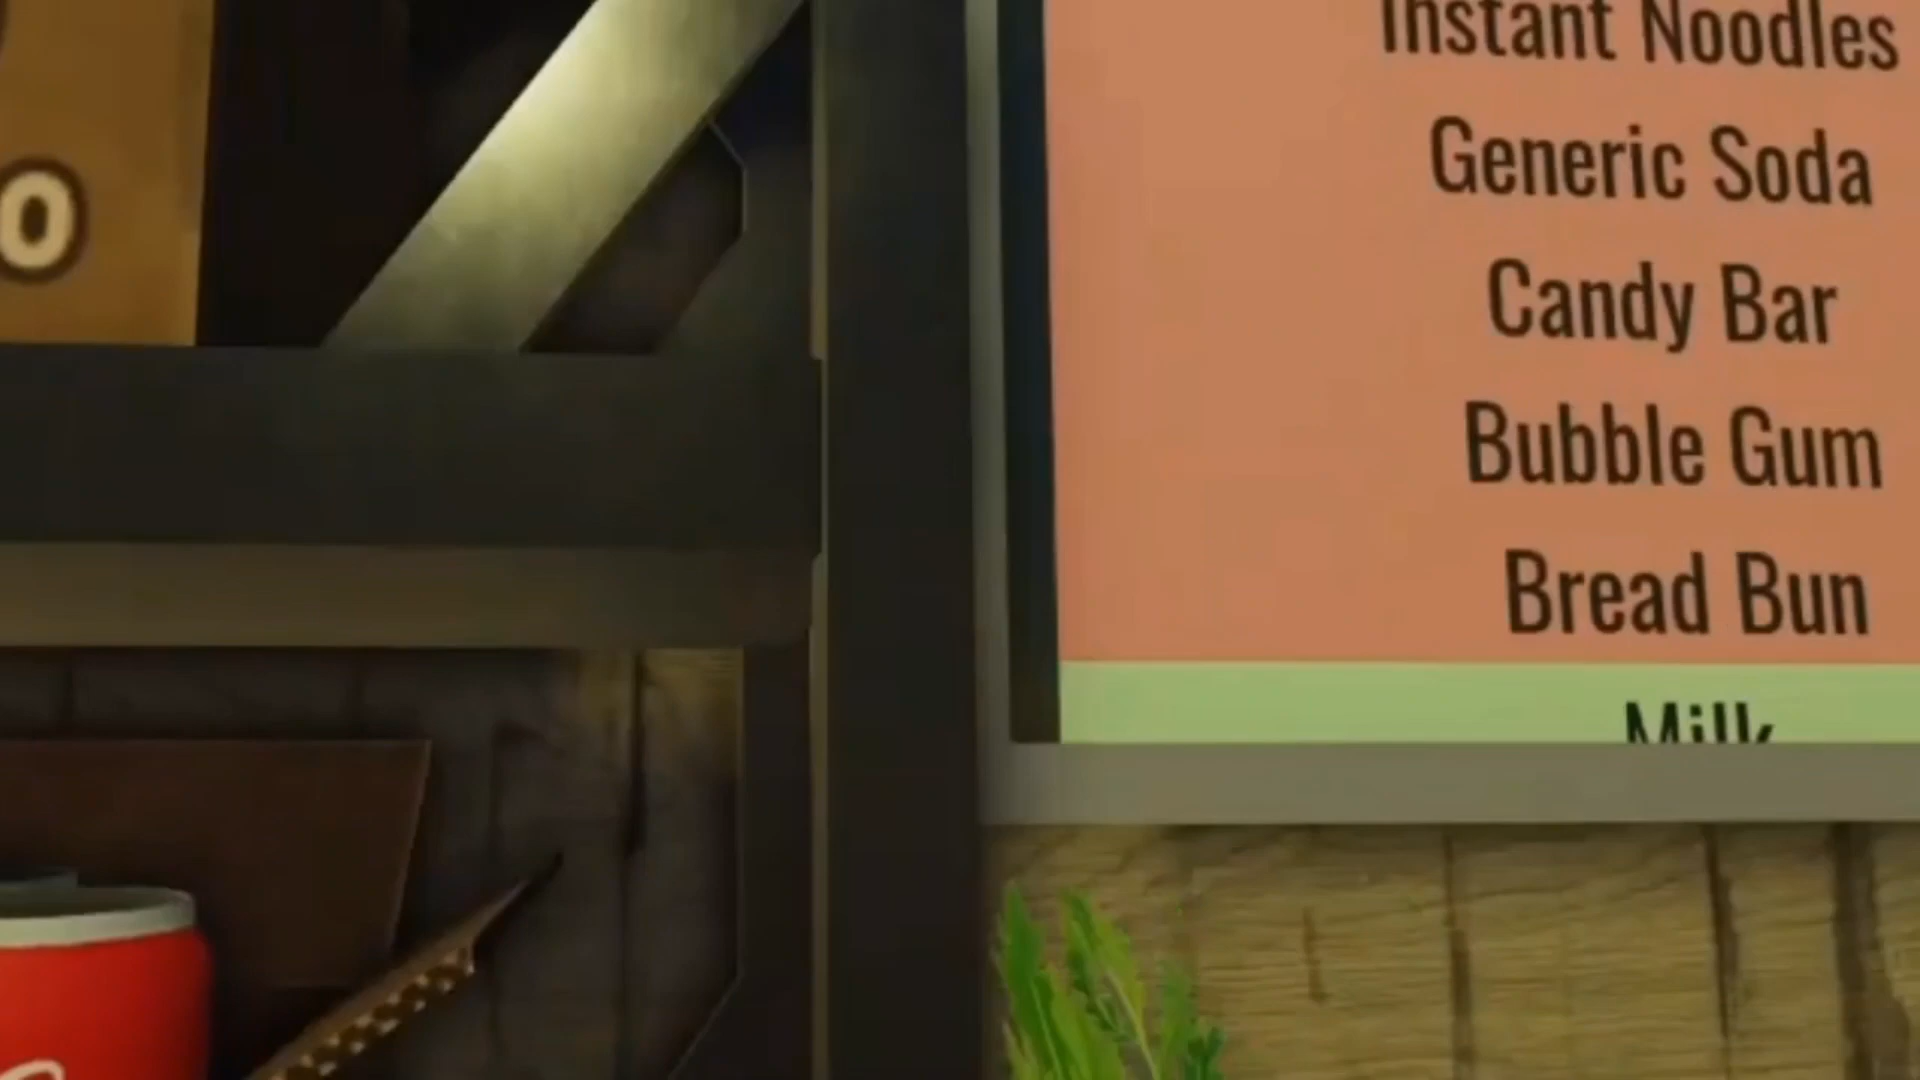 o
Instant Noodles
Generic Soda
Candy Bar
Bubble Gum
Bread Bun
Milk